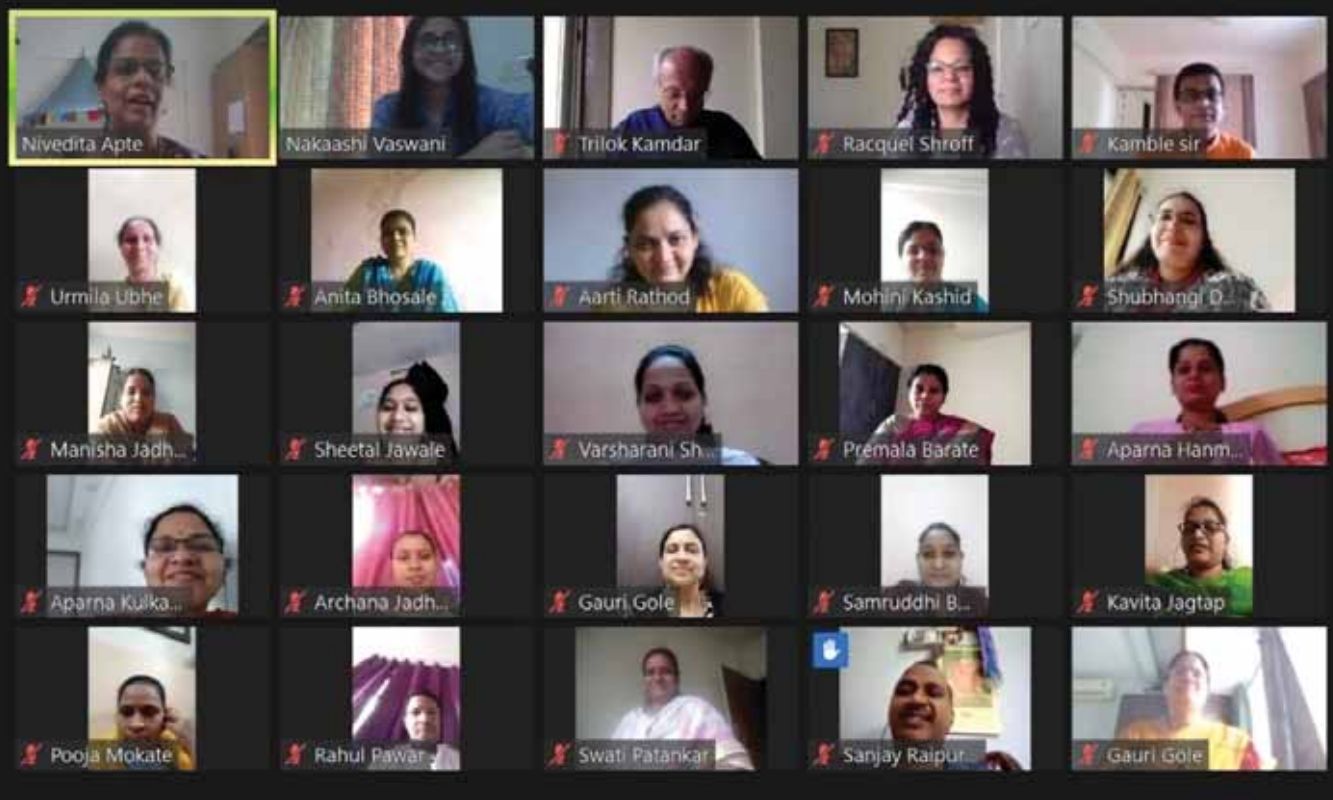 Nivedita Apte
Nakaashi Vaswani
Trilok Kamdar
Racquel Shroff
Kamble sir
Urmila Ubhe
Anita Bhosale
Aarti Rathod
Mohini Kashid
Shubhangi D...
Manisha Jadh...
Sheetal Jawale
Varsharani Sh...
Premala Barate
Aparna Hanm...
Aparna Kulka...
Archana Jadh...
Gauri Gole
Samruddhi B...
Kavita Jagtap
Pooja Mokate
Rahul Pawar
Swati Patankar
Sanjay Raipur...
Gauri Gole